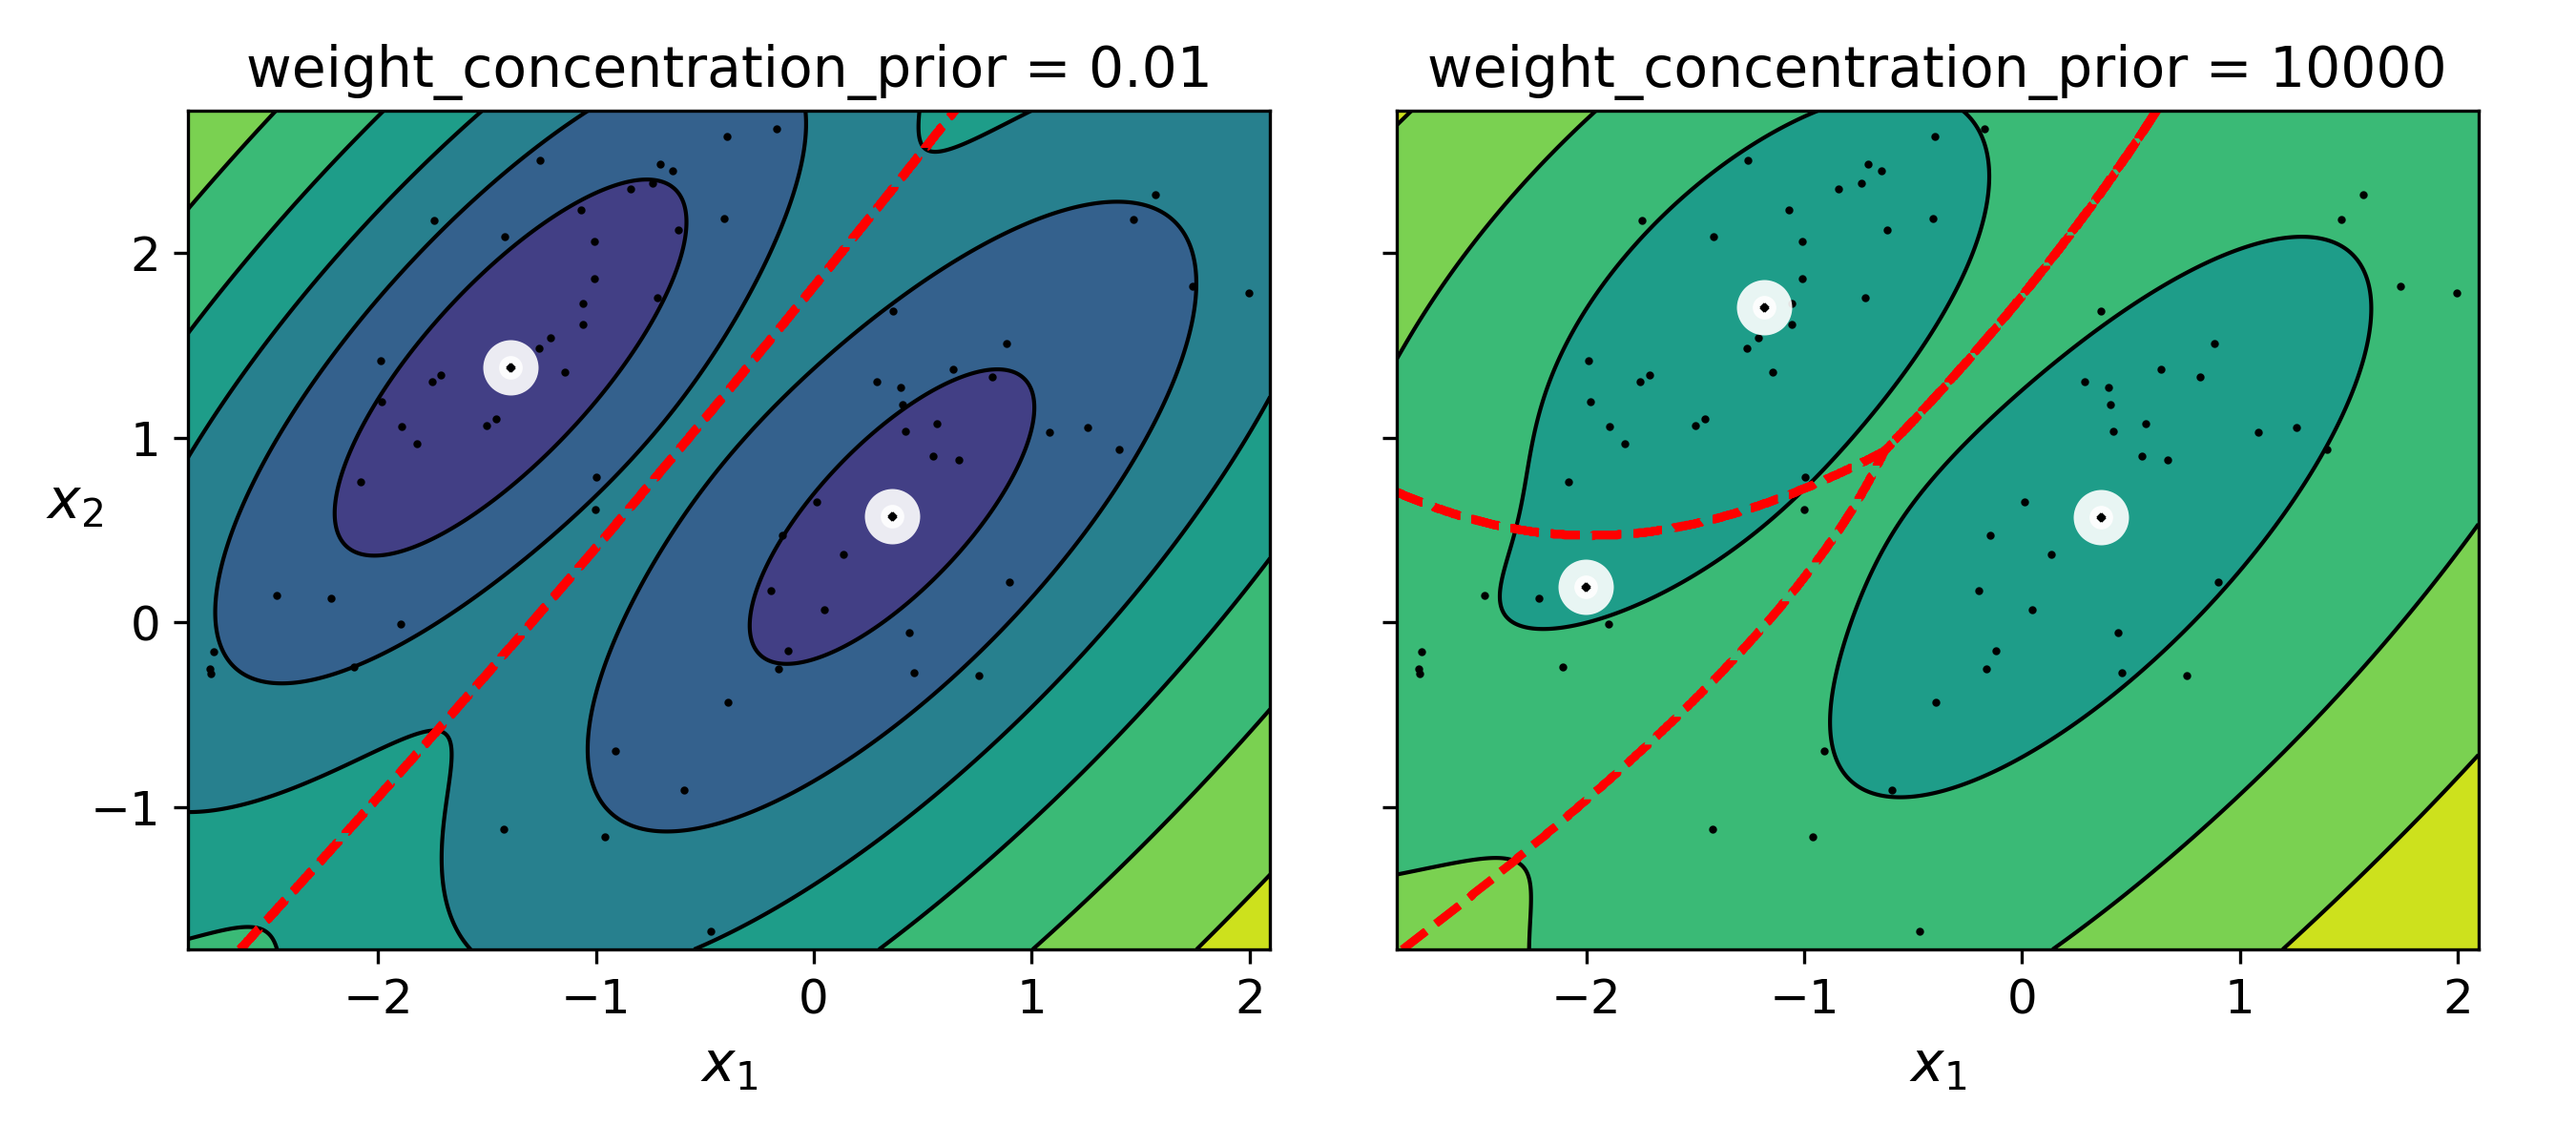 weight_concentration_prior = 0.01
weight_concentration_prior = 10000
2
1
0
−1
x₂
−2 −1 0 1 2
−2 −1 0 1 2
x₁
x₁